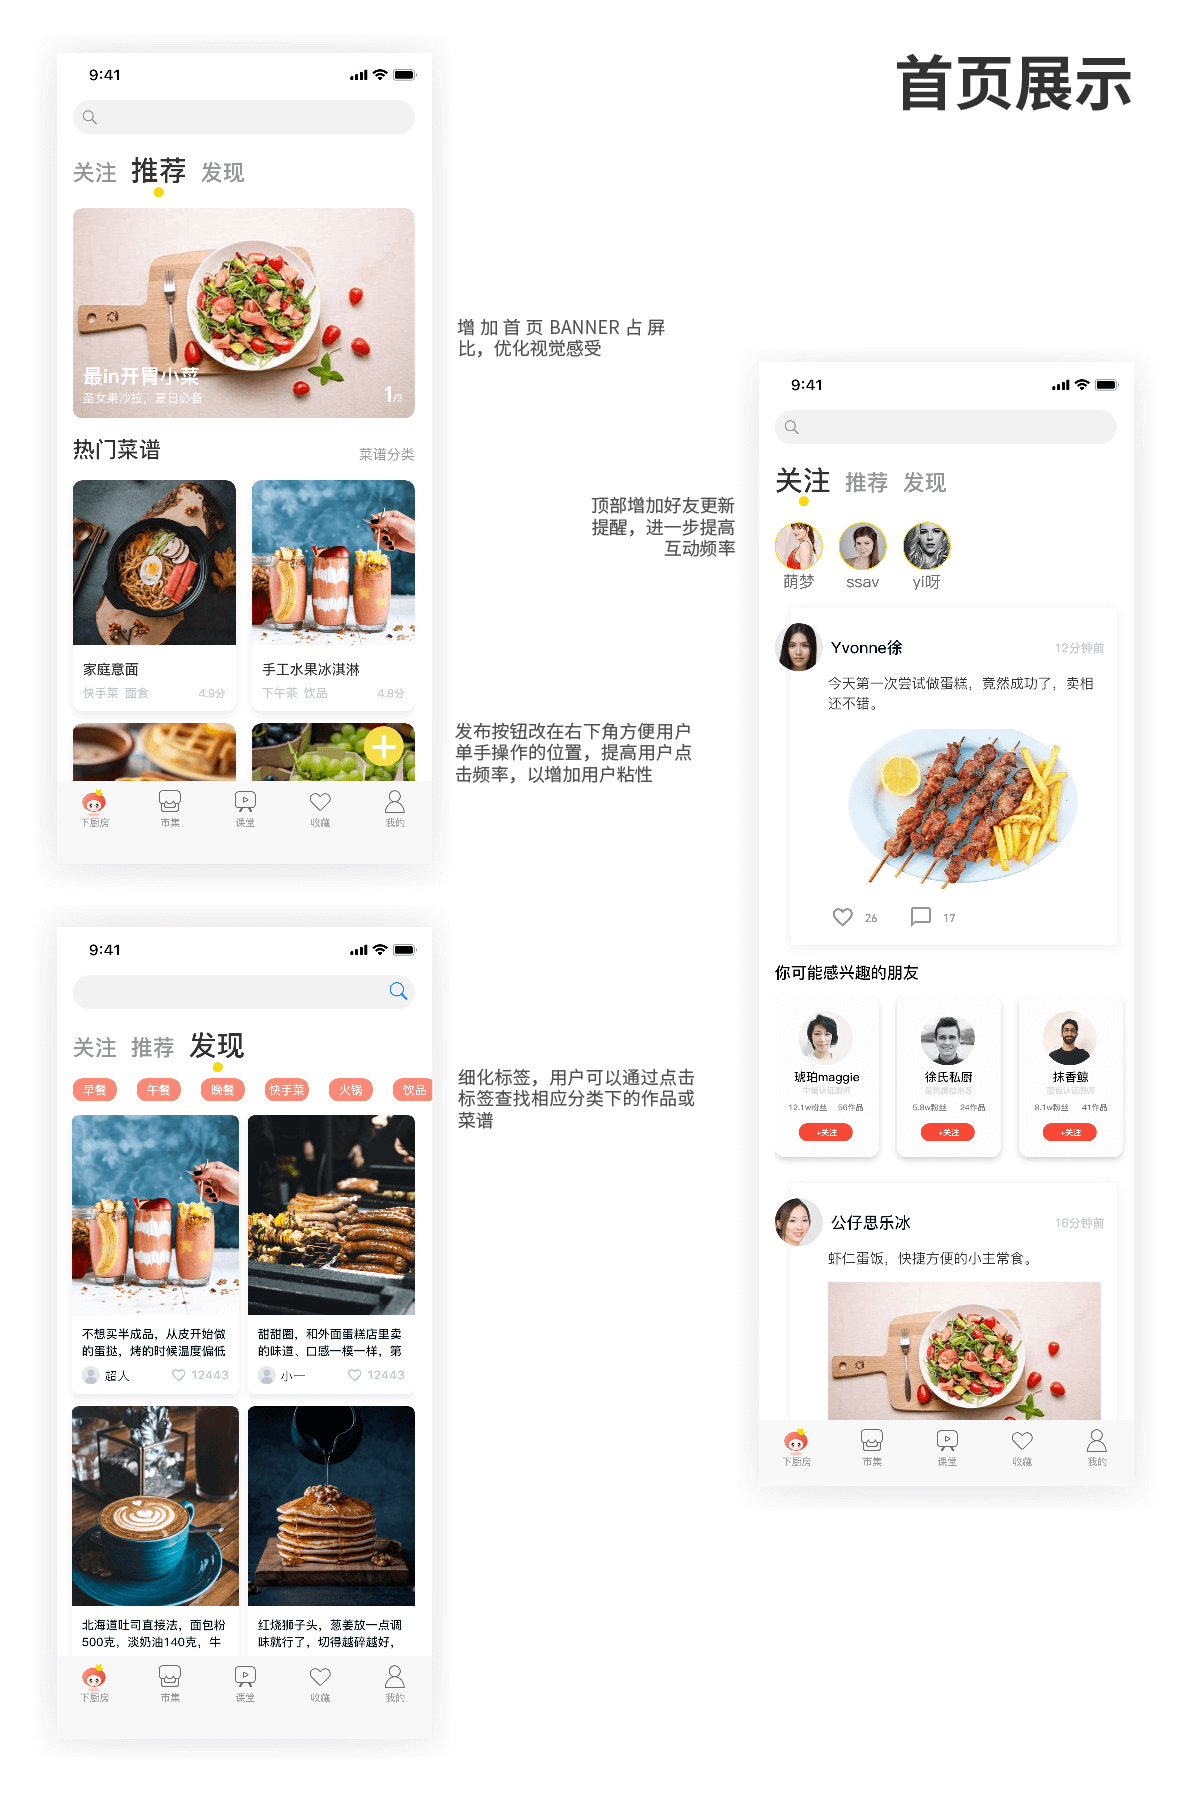 首页展示
9:41
关注 推荐 发现
最in开胃小菜
圣女果沙拉，夏日必备
1/3
热门菜谱 菜谱分类
家庭意面
快手菜 面食 4.9分
手工水果冰淇淋
下午茶 饮品 4.8分
下厨房 市集 课堂 收藏 我的
增加首页BANNER占屏
比，优化视觉感受
顶部增加好友更新
提醒，进一步提高
互动频率
发布按钮改在右下角方便用户
单手操作的位置，提高用户点
击频率，以增加用户粘性
9:41
关注 推荐 发现
萌梦 ssav yi呀
Yvonne徐 12分钟前
今天第一次尝试做蛋糕，竟然成功了，卖相
还不错。
26 17
你可能感兴趣的朋友
琥珀maggie
中餐认证厨师
12.1w粉丝 56作品
+关注
徐氏私厨
5.8w粉丝 24作品
+关注
抹香鲸
面包认证厨师
8.1w粉丝 41作品
+关注
公仔思乐冰 16分钟前
虾仁蛋饭，快捷方便的小主常食。
下厨房 市集 课堂 收藏 我的
9:41
关注 推荐 发现
早餐 午餐 晚餐 快手菜 火锅 饮品
不想买半成品，从皮开始做
的蛋挞，烤的时候温度偏低
超人 12443
甜甜圈，和外面蛋糕店里卖
的味道、口感一模一样，第
小一 12443
北海道吐司直接法，面包粉
500克，淡奶油140克，牛
红烧狮子头，葱姜放一点调
味就行了，切得越碎越好，
下厨房 市集 课堂 收藏 我的
细化标签，用户可以通过点击
标签查找相应分类下的作品或
菜谱